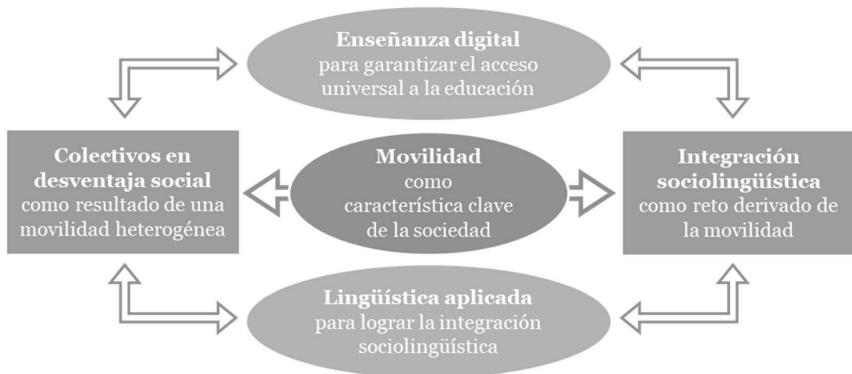 Enseñanza digital
para garantizar el acceso
universal a la educación
Colectivos en
desventaja social
como resultado de una
movilidad heterogénea
Movilidad
como
característica clave
de la sociedad
Integración
sociolingüística
como reto derivado de
la movilidad
Lingüística aplicada
para lograr la integración
sociolingüística